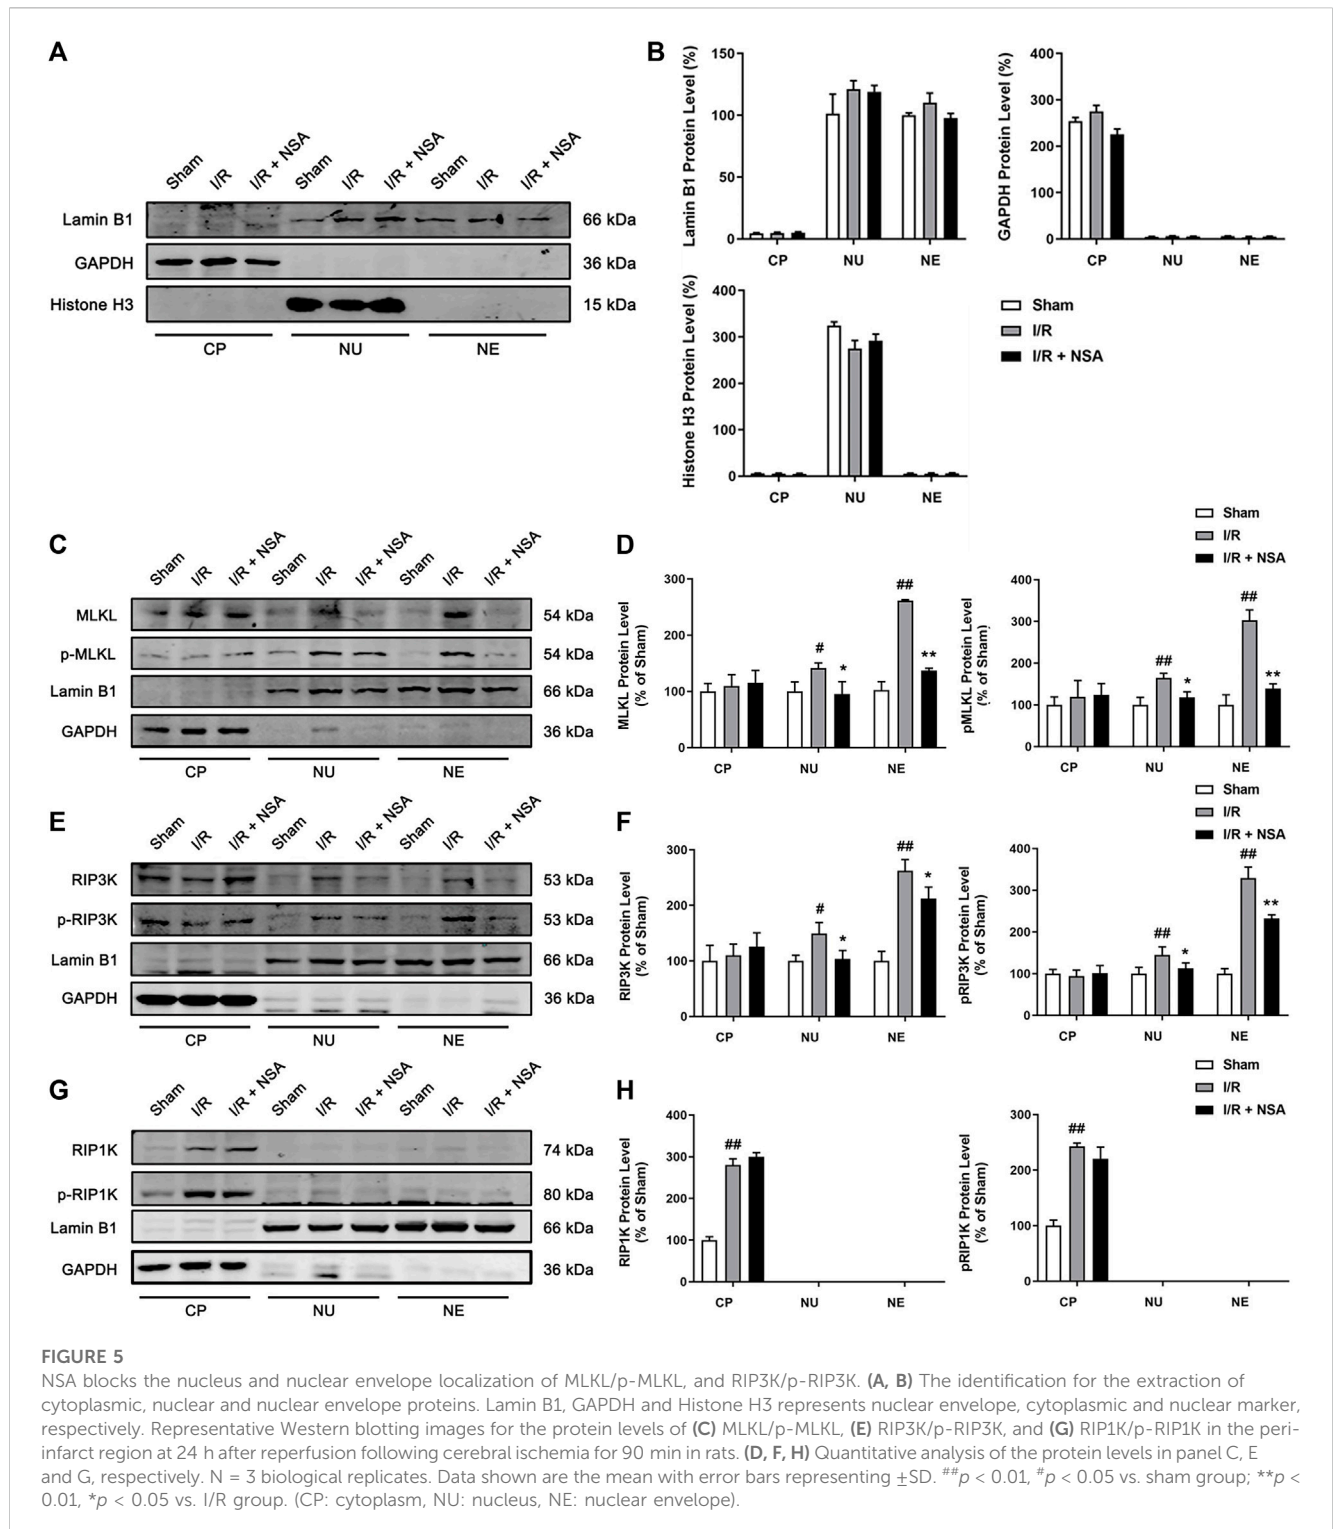 A
Sham I/R I/R + NSA Sham I/R I/R + NSA Sham I/R I/R + NSA
Lamin B1 66 kDa
GAPDH 36 kDa
Histone H3 15 kDa
CP NU NE
B
Lamin B1 Protein Level (%)
150
100
50
0
CP NU NE
GAPDH Protein Level (%)
400
300
200
100
0
CP NU NE
Histone H3 Protein Level (%)
400
300
200
100
0
CP NU NE
Sham
I/R
I/R + NSA
C
Sham I/R I/R + NSA Sham I/R I/R + NSA Sham I/R I/R + NSA
MLKL 54 kDa
p-MLKL 54 kDa
Lamin B1 66 kDa
GAPDH 36 kDa
CP NU NE
D
MLKL Protein Level
(% of Sham)
300
200
100
0
# * ## **
CP NU NE
Sham
I/R
I/R + NSA
pMLKL Protein Level
(% of Sham)
400
300
200
100
0
## * ## **
CP NU NE
E
Sham I/R I/R + NSA Sham I/R I/R + NSA Sham I/R I/R + NSA
RIP3K 53 kDa
p-RIP3K 53 kDa
Lamin B1 66 kDa
GAPDH 36 kDa
CP NU NE
F
RIP3K Protein Level
(% of Sham)
300
200
100
0
# * ## *
CP NU NE
Sham
I/R
I/R + NSA
pRIP3K Protein Level
(% of Sham)
400
300
200
100
0
## * ## **
CP NU NE
G
Sham I/R I/R + NSA Sham I/R I/R + NSA Sham I/R I/R + NSA
RIP1K 74 kDa
p-RIP1K 80 kDa
Lamin B1 66 kDa
GAPDH 36 kDa
CP NU NE
H
RIP1K Protein Level
(% of Sham)
400
300
200
100
0
##
CP NU NE
Sham
I/R
I/R + NSA
pRIP1K Protein Level
(% of Sham)
300
200
100
0
##
CP NU NE
FIGURE 5
NSA blocks the nucleus and nuclear envelope localization of MLKL/p-MLKL, and RIP3K/p-RIP3K. (A, B) The identification for the extraction of
cytoplasmic, nuclear and nuclear envelope proteins. Lamin B1, GAPDH and Histone H3 represents nuclear envelope, cytoplasmic and nuclear marker,
respectively. Representative Western blotting images for the protein levels of (C) MLKL/p-MLKL, (E) RIP3K/p-RIP3K, and (G) RIP1K/p-RIP1K in the peri-
infarct region at 24 h after reperfusion following cerebral ischemia for 90 min in rats. (D, F, H) Quantitative analysis of the protein levels in panel C, E
and G, respectively. N = 3 biological replicates. Data shown are the mean with error bars representing ±SD. ##p < 0.01, #p < 0.05 vs. sham group; **p <
0.01, *p < 0.05 vs. I/R group. (CP: cytoplasm, NU: nucleus, NE: nuclear envelope).